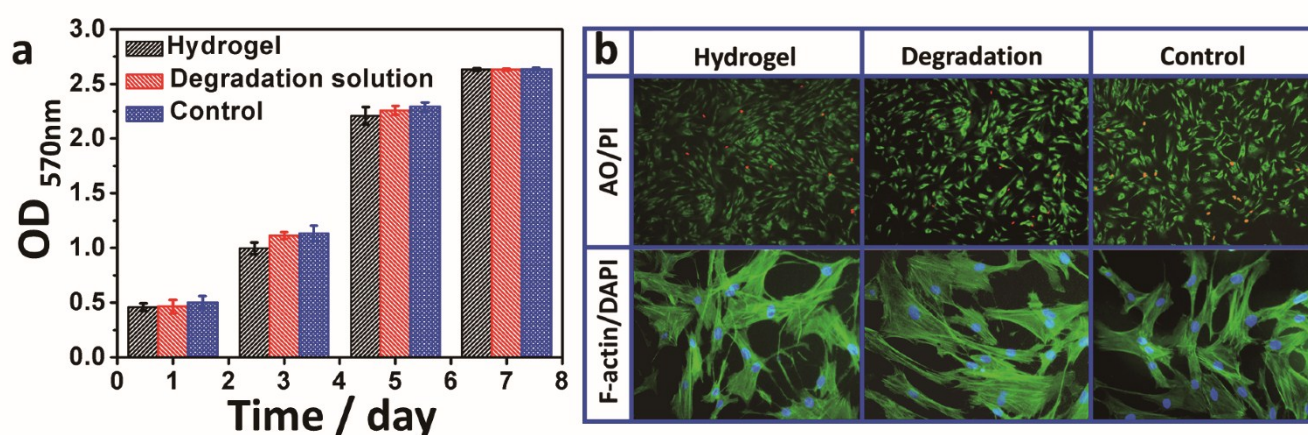 a
Hydrogel
Degradation solution
Control
OD 570nm
3.0
2.5
2.0
1.5
1.0
0.5
0.0
0 1 2 3 4 5 6 7 8
Time / day
b
Hydrogel Degradation Control
AO/PI
F-actin/DAPI